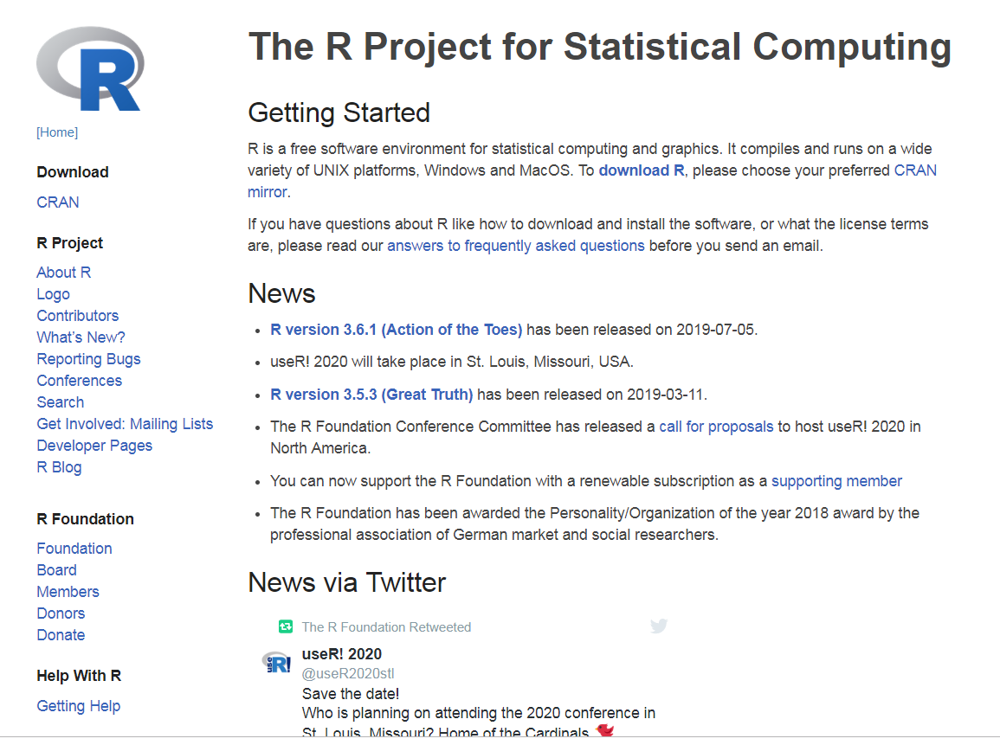 R
[Home]
Download
CRAN
R Project
About R
Logo
Contributors
What's New?
Reporting Bugs
Conferences
Search
Get Involved: Mailing Lists
Developer Pages
R Blog
R Foundation
Foundation
Board
Members
Donors
Donate
Help With R
Getting Help
The R Project for Statistical Computing
Getting Started
R is a free software environment for statistical computing and graphics. It compiles and runs on a wide
variety of UNIX platforms, Windows and MacOS. To download R, please choose your preferred CRAN
mirror.
If you have questions about R like how to download and install the software, or what the license terms
are, please read our answers to frequently asked questions before you send an email.
News
• R version 3.6.1 (Action of the Toes) has been released on 2019-07-05.
• useR! 2020 will take place in St. Louis, Missouri, USA.
• R version 3.5.3 (Great Truth) has been released on 2019-03-11.
• The R Foundation Conference Committee has released a call for proposals to host useR! 2020 in
North America.
• You can now support the R Foundation with a renewable subscription as a supporting member
• The R Foundation has been awarded the Personality/Organization of the year 2018 award by the
professional association of German market and social researchers.
News via Twitter
The R Foundation Retweeted
useR!
useR! 2020
@useR2020stl
Save the date!
Who is planning on attending the 2020 conference in
St. Louis, Missouri? Home of the Cardinals